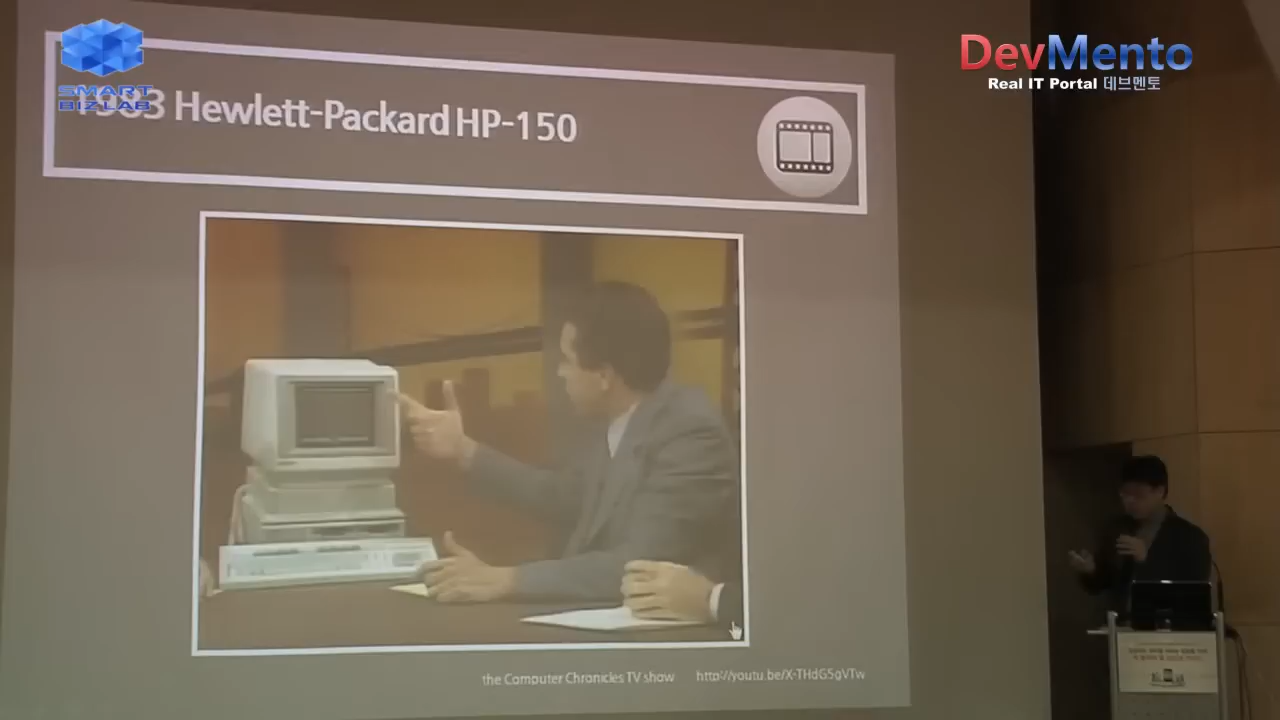 SMART
BIZLAB
DevMento
Real IT Portal 데브멘토
1983 Hewlett-Packard HP-150
the Computer Chronicles TV show
http://youtu.be/X-THdG5gVTw